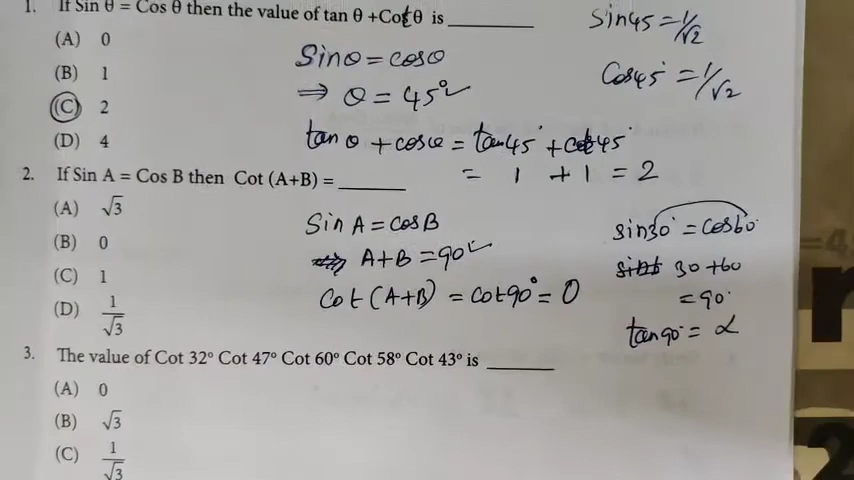 1. If Sin θ = Cos θ then the value of tan θ +Cot θ is ________
(A) 0
(B) 1
(C) 2
(D) 4
Sinθ = cosθ
⇒ θ = 45°
tan θ + cosθ = tan45° + cot45°
= 1 + 1 = 2
Sin45 = 1/√2
Cos45° = 1/√2
2. If Sin A = Cos B then Cot (A+B) = ________
(A) √3
(B) 0
(C) 1
(D) 1/√3
Sin A = cosB
A+B = 90°
Cot (A+B) = cot90° = 0
sin30° = cos60°
30 + 60
= 90°
tan90° = α
3. The value of Cot 32° Cot 47° Cot 60° Cot 58° Cot 43° is ________
(A) 0
(B) √3
(C) 1/√3